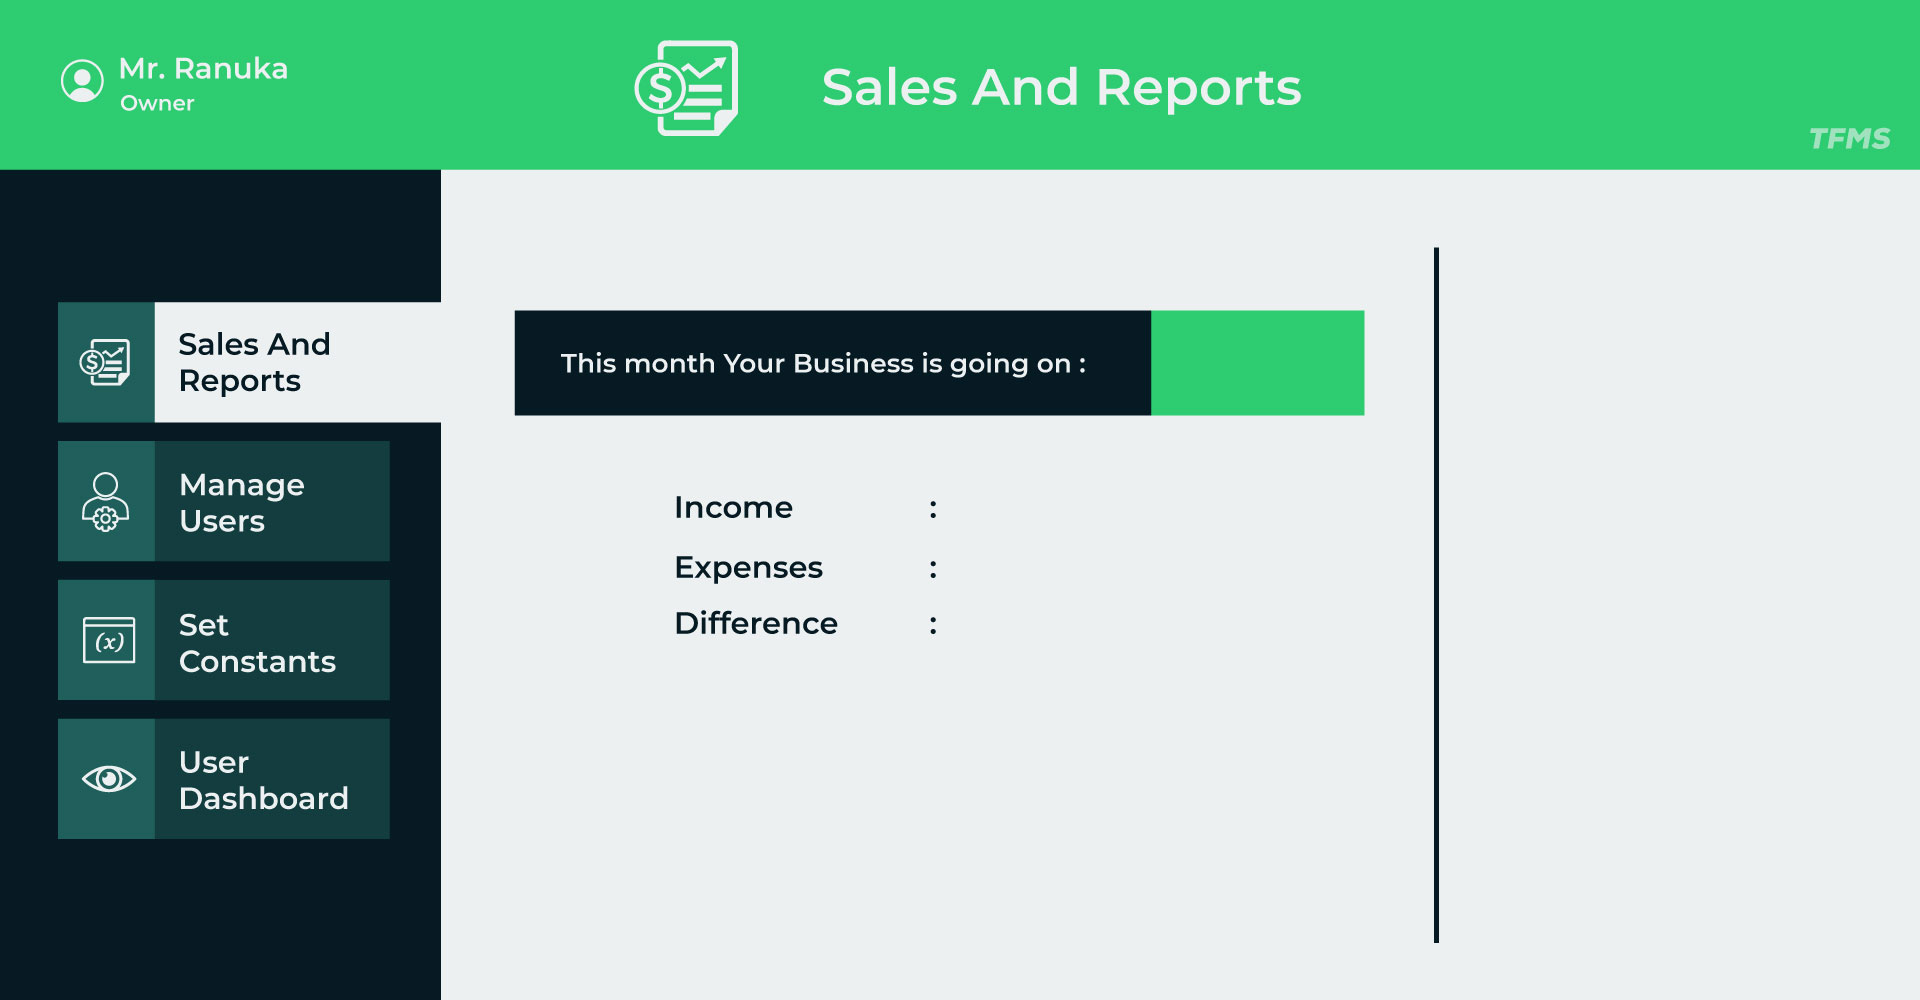 Mr. Ranuka
Owner
$
Sales And Reports
TFMS
$
Sales And
Reports
Manage
Users
(x)
Set
Constants
User
Dashboard
This month Your Business is going on :
Income :
Expenses :
Difference :